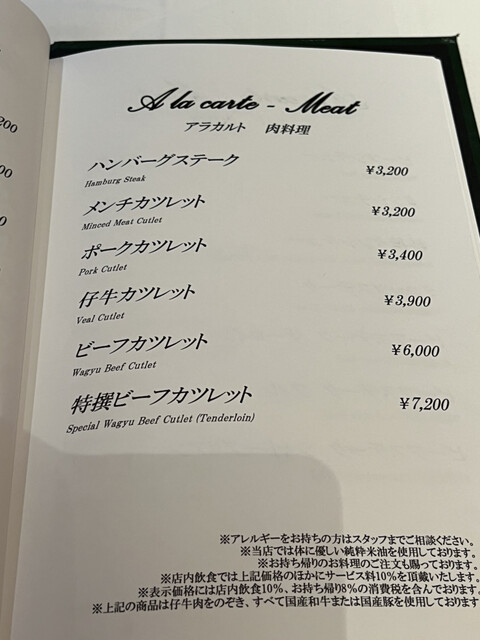 A la carte - Meat
アラカルト　肉料理
ハンバーグステーク ¥3,200
Hamburg Steak
メンチカツレット ¥3,200
Minced Meat Cutlet
ポークカツレット ¥3,400
Pork Cutlet
仔牛カツレット ¥3,900
Veal Cutlet
ビーフカツレット ¥6,000
Wagyu Beef Cutlet
特撰ビーフカツレット ¥7,200
Special Wagyu Beef Cutlet (Tenderloin)
※アレルギーをお持ちの方はスタッフまでご相談ください。
※当店では体に優しい純粋米油を使用しております。
※お持ち帰りのお料理のご注文も賜っております。
※店内飲食では上記価格のほかにサービス料10%を頂戴いたします。
※表示価格には店内飲食10%、お持ち帰り8%の消費税を含んでおります。
※上記の商品は仔牛肉をのぞき、すべて国産和牛または国産豚を使用しております